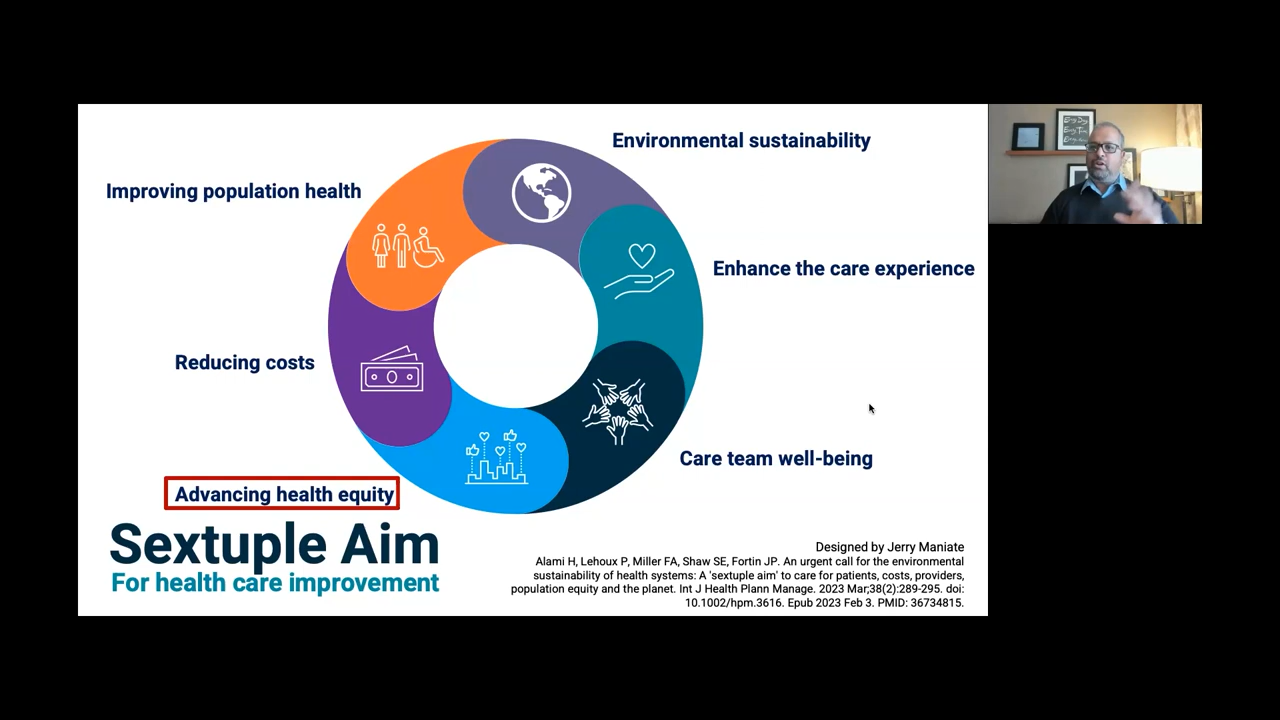 Environmental sustainability
Improving population health
Enhance the care experience
Reducing costs
Care team well-being
Advancing health equity
Sextuple Aim
For health care improvement
Designed by Jerry Maniate
Alami H, Lehoux P, Miller FA, Shaw SE, Fortin JP. An urgent call for the environmental
sustainability of health systems: A 'sextuple aim' to care for patients, costs, providers,
population equity and the planet. Int J Health Plann Manage. 2023 Mar;38(2):289-295. doi:
10.1002/hpm.3616. Epub 2023 Feb 3. PMID: 36734815.
Every Day
Every Time